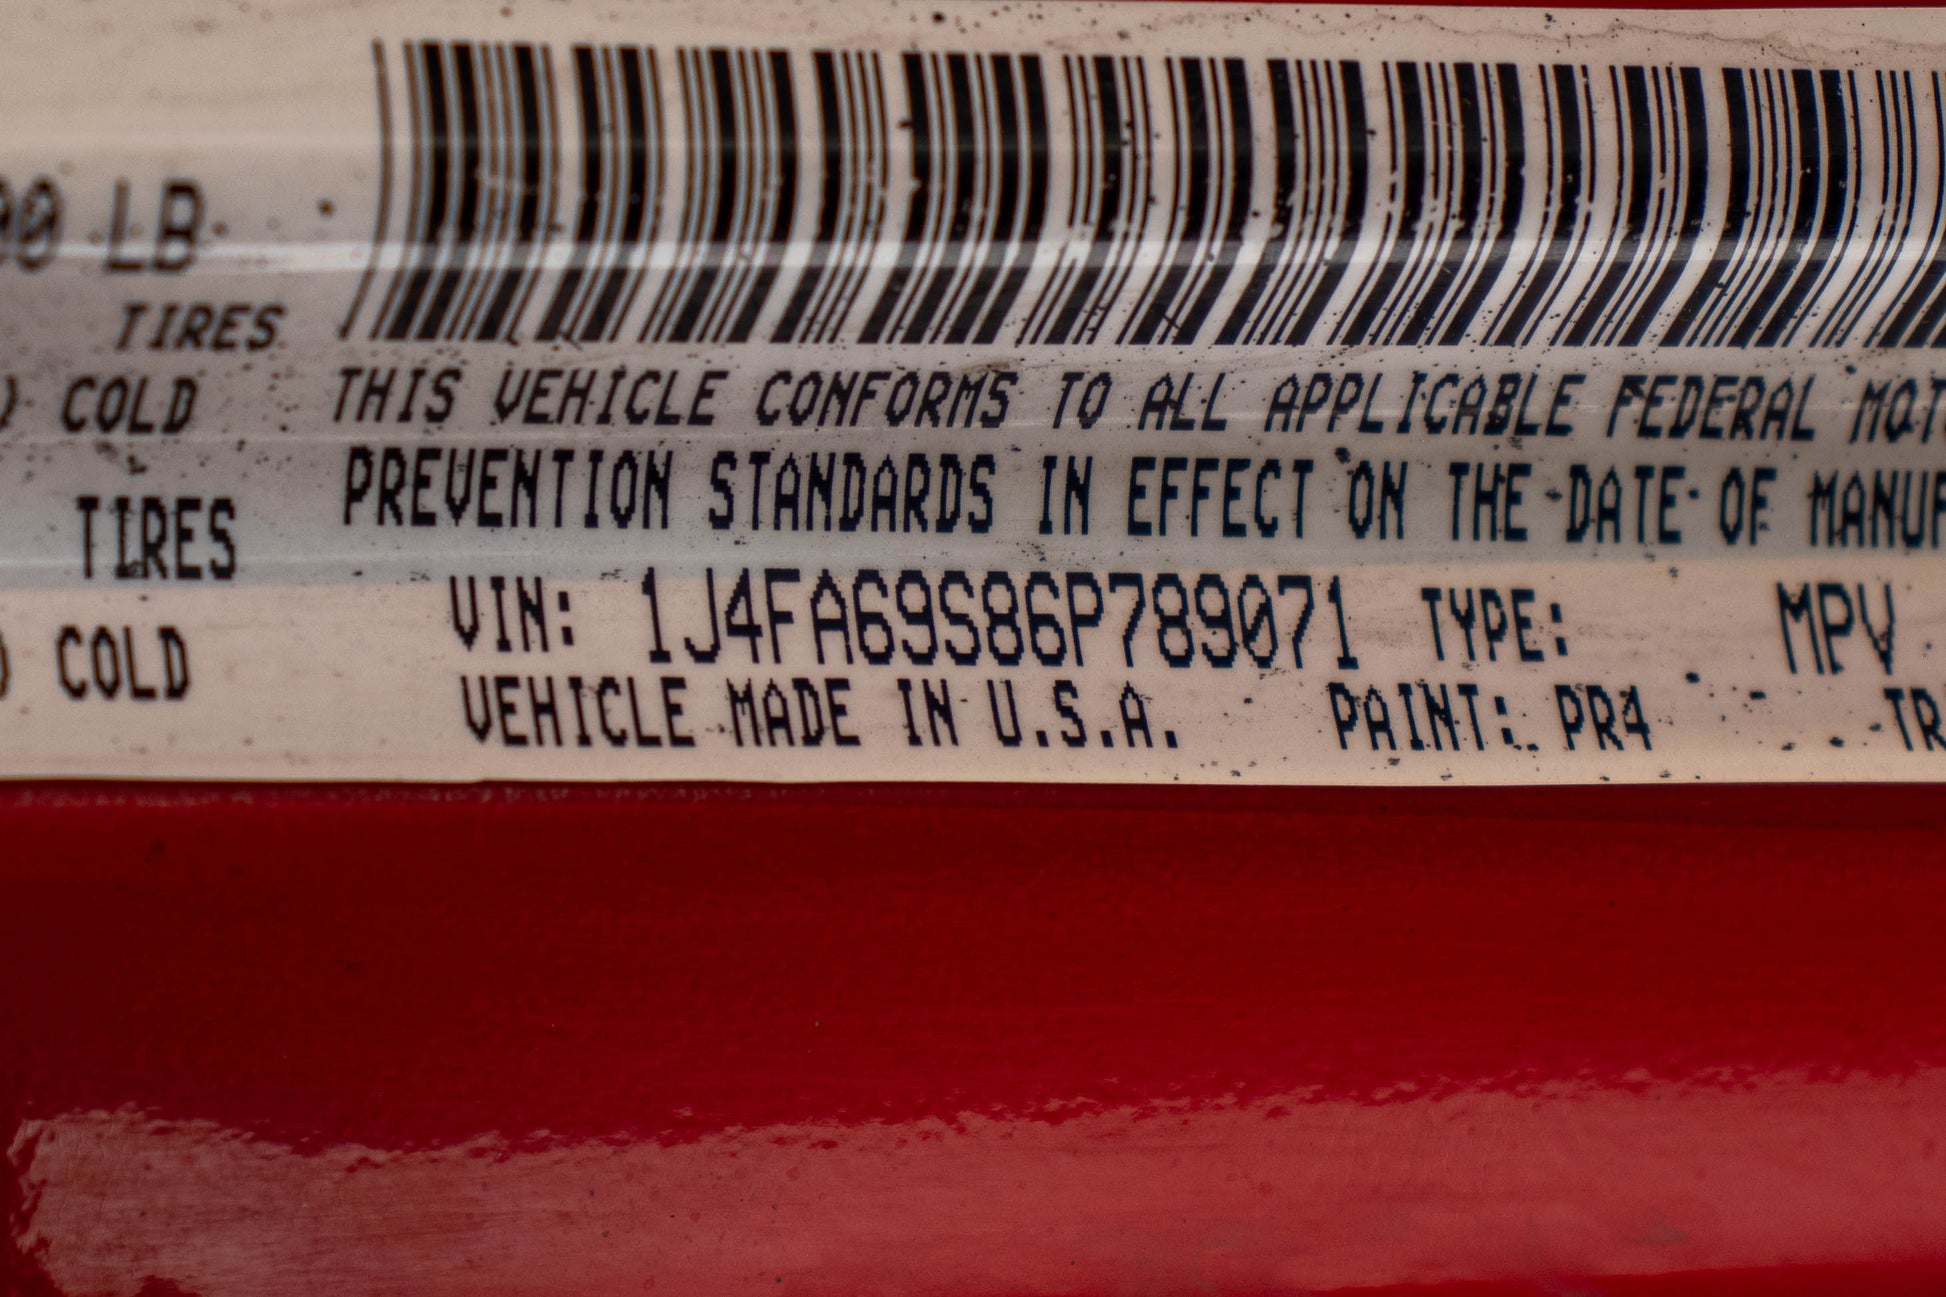 00 LB
TIRES
) COLD
TIRES
) COLD
THIS VEHICLE CONFORMS TO ALL APPLICABLE FEDERAL MOT
PREVENTION STANDARDS IN EFFECT ON THE DATE OF MANUF
VIN: 1J4FA69S86P789071 TYPE: MPV
VEHICLE MADE IN U.S.A. PAINT: PR4 TR